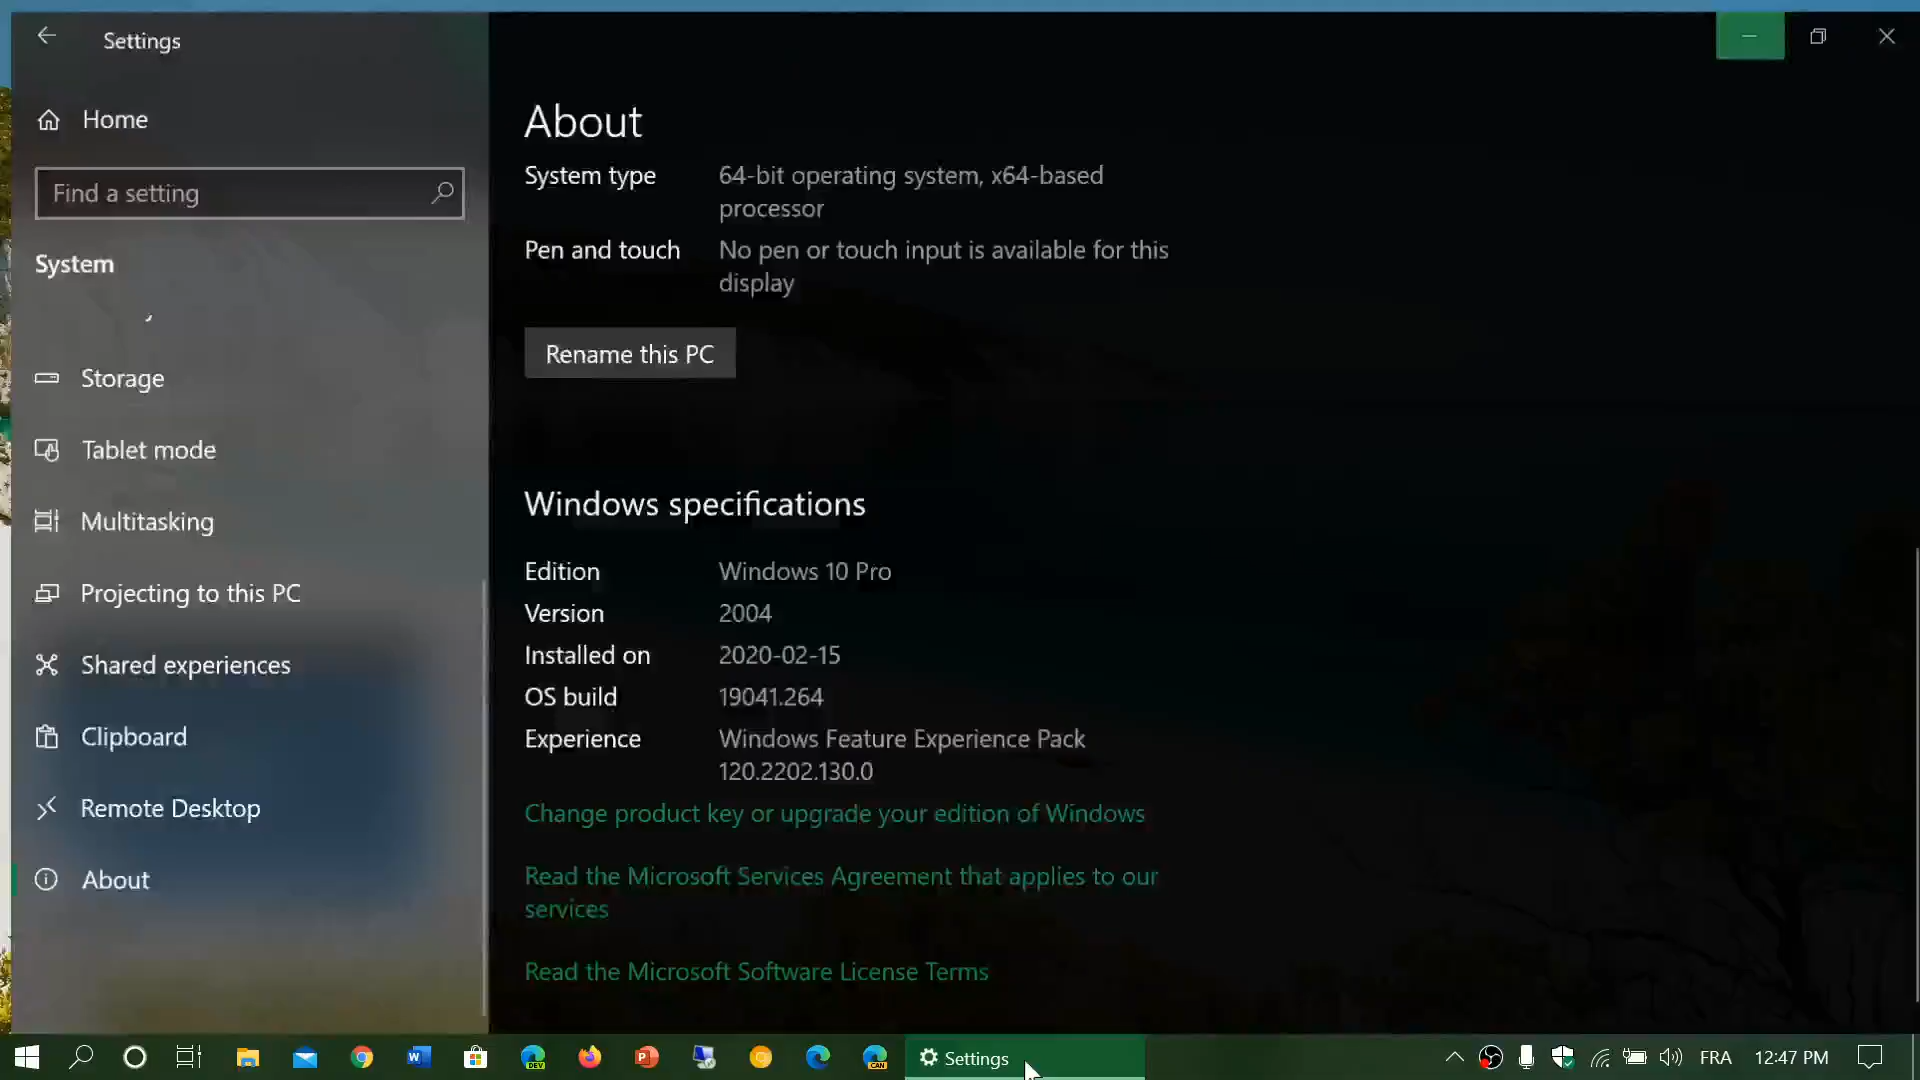 Settings
Home
Find a setting
System
Storage
Tablet mode
Multitasking
Projecting to this PC
Shared experiences
Clipboard
Remote Desktop
About
About
System type 64-bit operating system, x64-based
processor
Pen and touch No pen or touch input is available for this
display
Rename this PC
Windows specifications
Edition Windows 10 Pro
Version 2004
Installed on 2020-02-15
OS build 19041.264
Experience Windows Feature Experience Pack
120.2202.130.0
Change product key or upgrade your edition of Windows
Read the Microsoft Services Agreement that applies to our
services
Read the Microsoft Software License Terms
W DEV P CAN Settings FRA 12:47 PM